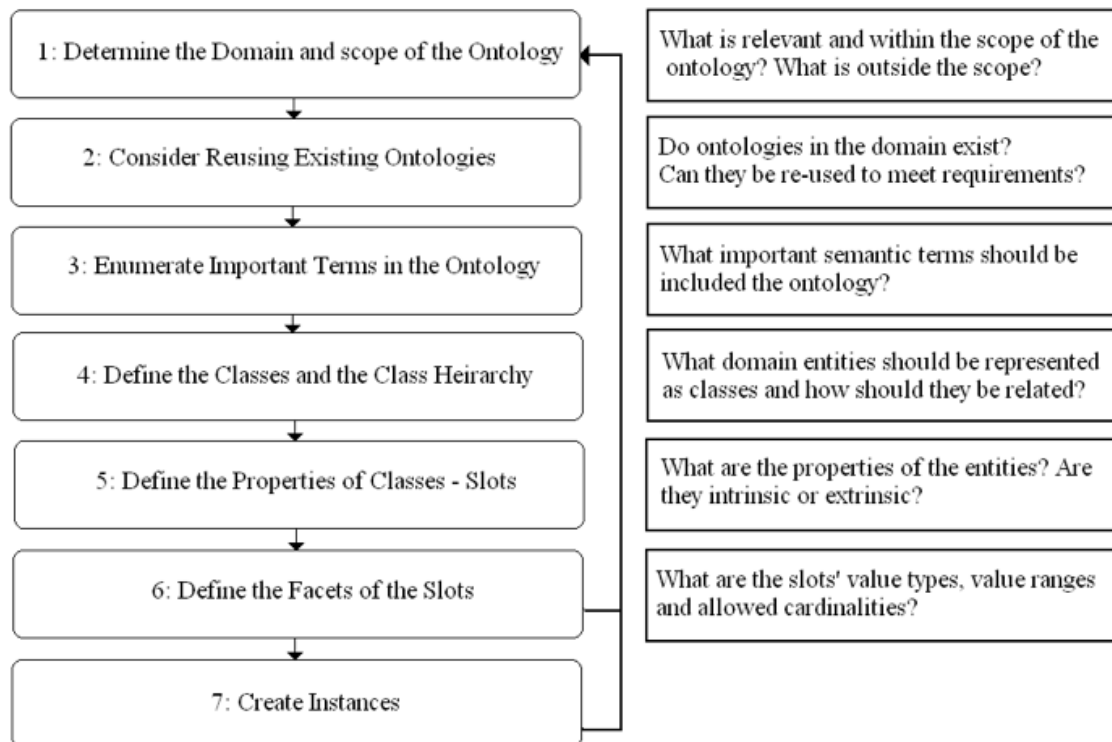 1: Determine the Domain and scope of the Ontology
What is relevant and within the scope of the
ontology? What is outside the scope?
2: Consider Reusing Existing Ontologies
Do ontologies in the domain exist?
Can they be re-used to meet requirements?
3: Enumerate Important Terms in the Ontology
What important semantic terms should be
included the ontology?
4: Define the Classes and the Class Heirarchy
What domain entities should be represented
as classes and how should they be related?
5: Define the Properties of Classes - Slots
What are the properties of the entities? Are
they intrinsic or extrinsic?
6: Define the Facets of the Slots
What are the slots' value types, value ranges
and allowed cardinalities?
7: Create Instances